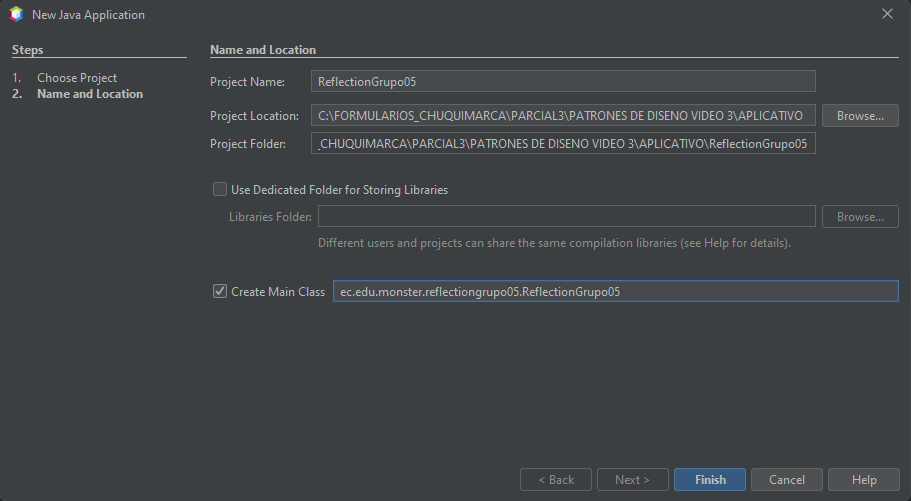 New Java Application
Steps
1. Choose Project
2. Name and Location
Name and Location
Project Name: ReflectionGrupo05
Project Location: C:\FORMULARIOS_CHUQUIMARCA\PARCIAL3\PATRONES DE DISENO VIDEO 3\APLICATIVO Browse...
Project Folder: _CHUQUIMARCA\PARCIAL3\PATRONES DE DISENO VIDEO 3\APLICATIVO\ReflectionGrupo05
Use Dedicated Folder for Storing Libraries
Libraries Folder: Browse...
Different users and projects can share the same compilation libraries (see Help for details).
Create Main Class ec.edu.monster.reflectiongrupo05.ReflectionGrupo05
< Back Next > Finish Cancel Help